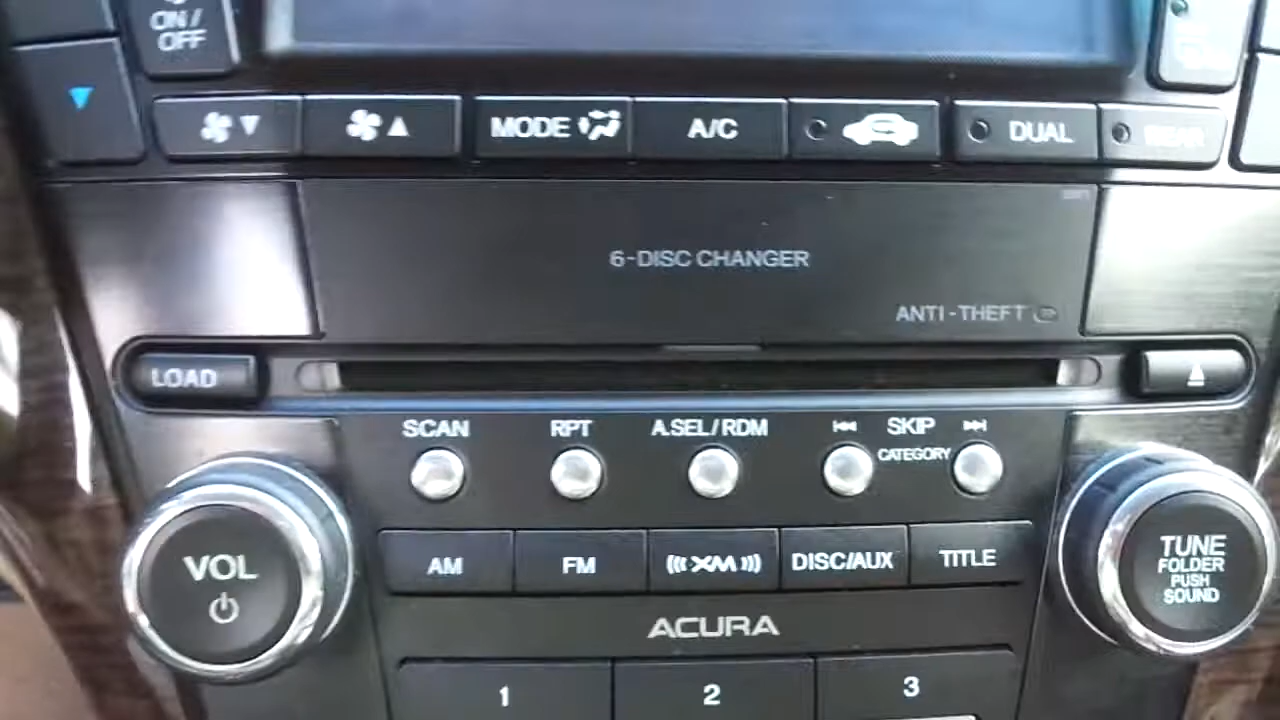 ON/
OFF
MODE
A/C
DUAL
REAR
6-DISC CHANGER
ANTI-THEFT
LOAD
SCAN
RPT
A.SEL/RDM
SKIP
CATEGORY
VOL
AM
FM
XM
DISC/AUX
TITLE
TUNE
FOLDER
PUSH
SOUND
ACURA
1
2
3